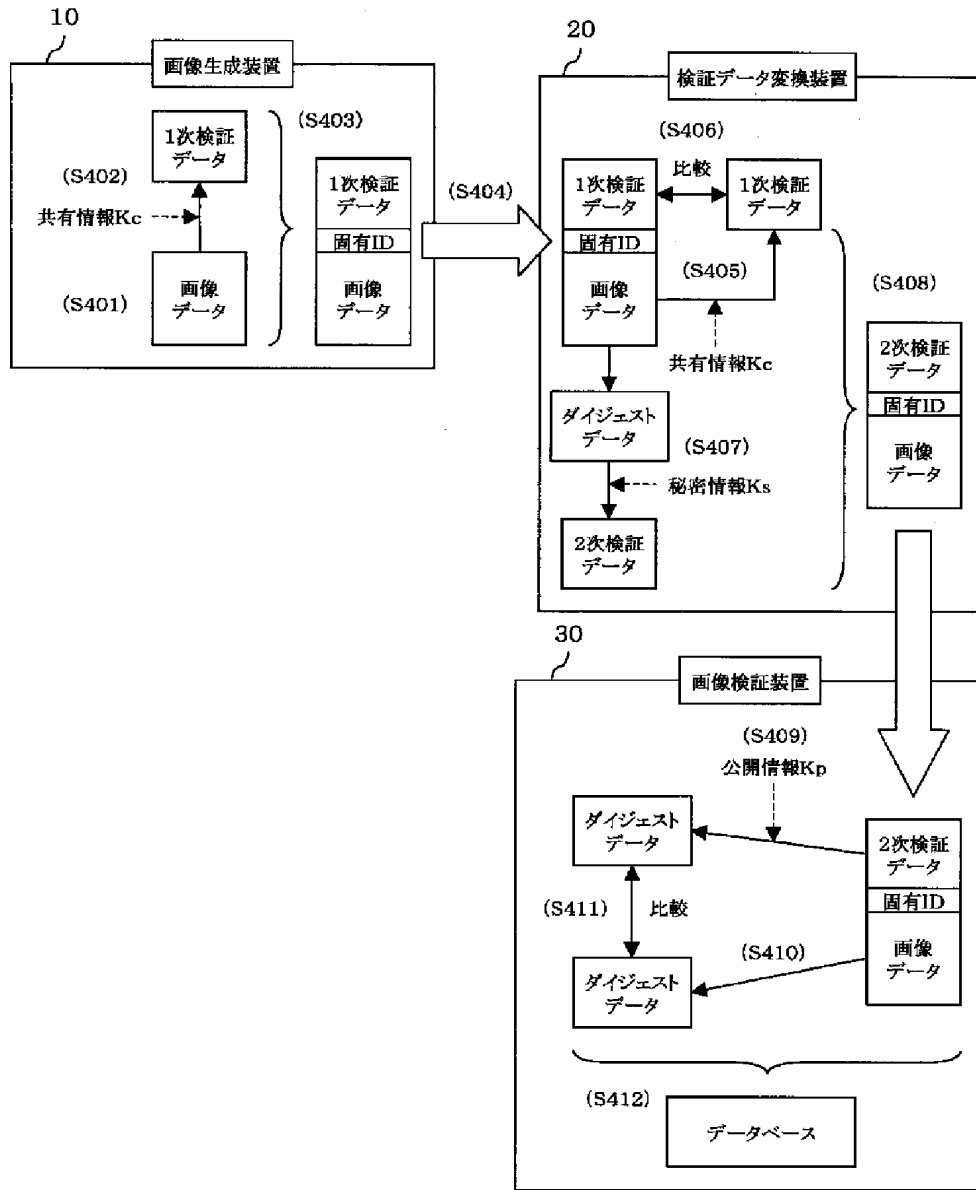 10
画像生成装置
1次検証
データ
(S402)
共有情報Kc
(S401)
画像
データ
(S403)
1次検証
データ
固有ID
画像
データ
(S404)
20
検証データ変換装置
(S406)
1次検証
データ
比較
1次検証
データ
固有ID
画像
データ
(S405)
共有情報Kc
ダイジェスト
データ
(S407)
秘密情報Ks
2次検証
データ
(S408)
2次検証
データ
固有ID
画像
データ
30
画像検証装置
(S409)
公開情報Kp
ダイジェスト
データ
2次検証
データ
固有ID
画像
データ
(S411)
比較
(S410)
ダイジェスト
データ
(S412)
データベース